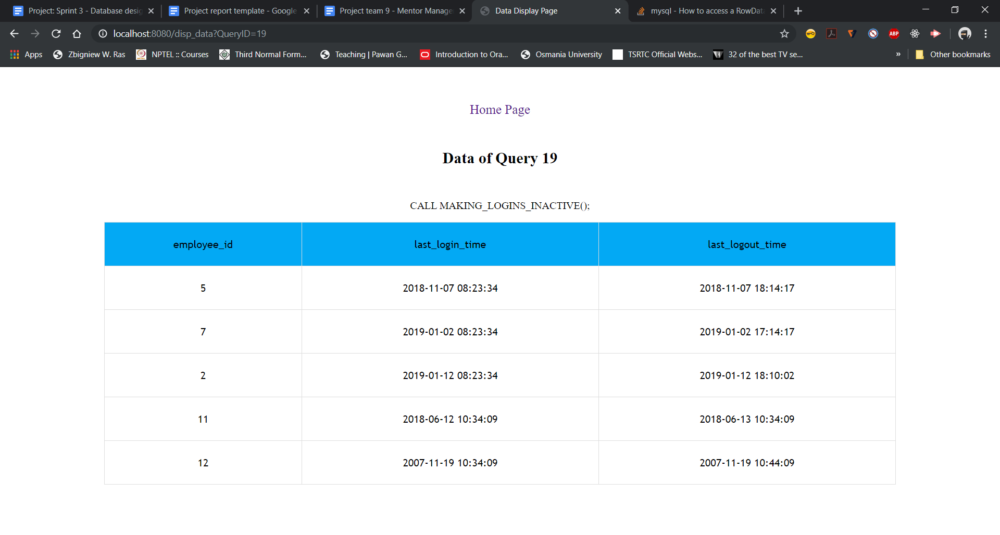 Project: Sprint 3 - Database desig
Project report template - Google
Project team 9 - Mentor Manage
Data Display Page
mysql - How to access a RowData
localhost:8080/disp_data?QueryID=19
ABP
Apps
Zbigniew W. Ras
NPTEL :: Courses
Third Normal Form...
Teaching | Pawan G...
Introduction to Ora...
Osmania University
TSRTC Official Webs...
32 of the best TV se...
»
Other bookmarks
Home Page
Data of Query 19
CALL MAKING_LOGINS_INACTIVE();
employee_id last_login_time last_logout_time
5 2018-11-07 08:23:34 2018-11-07 18:14:17
7 2019-01-02 08:23:34 2019-01-02 17:14:17
2 2019-01-12 08:23:34 2019-01-12 18:10:02
11 2018-06-12 10:34:09 2018-06-13 10:34:09
12 2007-11-19 10:34:09 2007-11-19 10:44:09